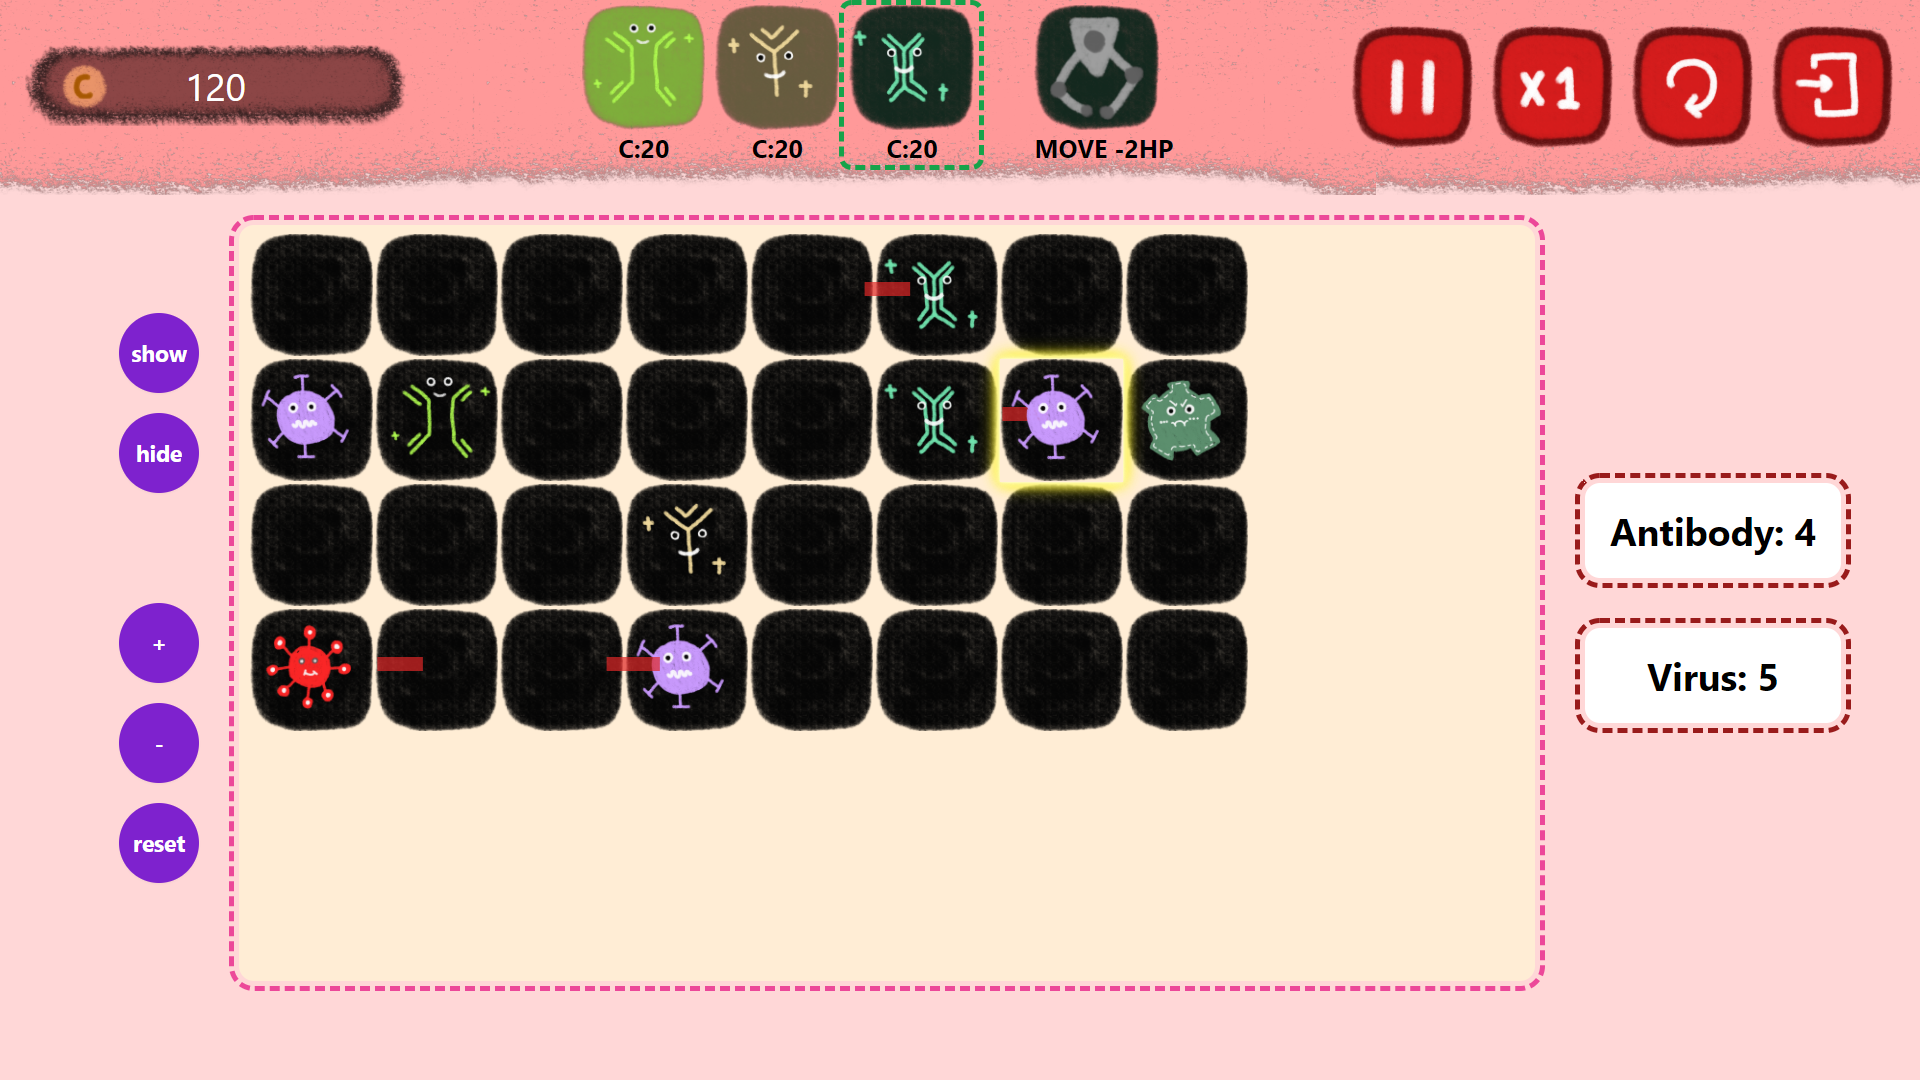 C 120
C:20
C:20
C:20
MOVE -2HP
x1
show
hide
+
-
reset
Antibody: 4
Virus: 5